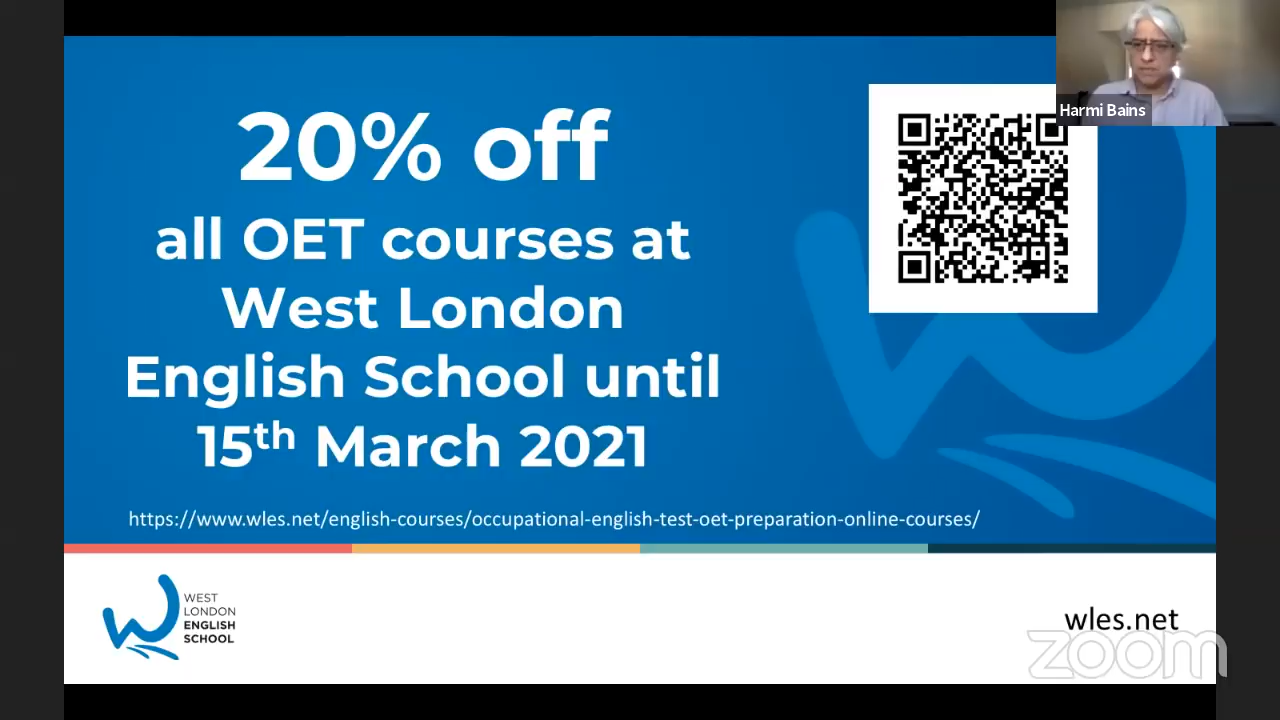 20% off
all OET courses at
West London
English School until
15th March 2021
https://www.wles.net/english-courses/occupational-english-test-oet-preparation-online-courses/
Harmi Bains
WEST
LONDON
ENGLISH
SCHOOL
wles.net
zoom